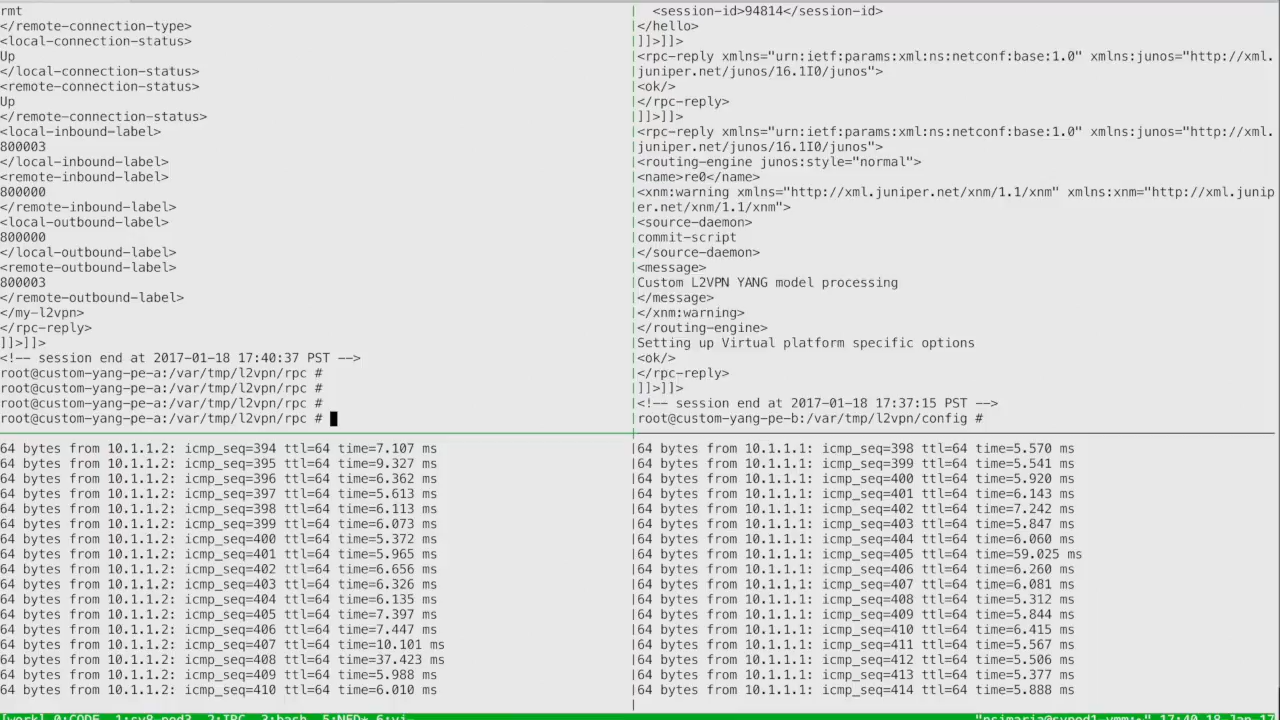 rmt
</remote-connection-type>
<local-connection-status>
Up
</local-connection-status>
<remote-connection-status>
Up
</remote-connection-status>
<local-inbound-label>
800003
</local-inbound-label>
<remote-inbound-label>
800000
</remote-inbound-label>
<local-outbound-label>
800000
</local-outbound-label>
<remote-outbound-label>
800003
</remote-outbound-label>
</my-l2vpn>
</rpc-reply>
]]>]]>
<!-- session end at 2017-01-18 17:40:37 PST -->
root@custom-yang-pe-a:/var/tmp/l2vpn/rpc #
root@custom-yang-pe-a:/var/tmp/l2vpn/rpc #
root@custom-yang-pe-a:/var/tmp/l2vpn/rpc #
root@custom-yang-pe-a:/var/tmp/l2vpn/rpc #
<session-id>94814</session-id>
</hello>
]]>]]>
<rpc-reply xmlns="urn:ietf:params:xml:ns:netconf:base:1.0" xmlns:junos="http://xml.
juniper.net/junos/16.1I0/junos">
<ok/>
</rpc-reply>
]]>]]>
<rpc-reply xmlns="urn:ietf:params:xml:ns:netconf:base:1.0" xmlns:junos="http://xml.
juniper.net/junos/16.1I0/junos">
<routing-engine junos:style="normal">
<name>re0</name>
<xnm:warning xmlns="http://xml.juniper.net/xnm/1.1/xnm" xmlns:xnm="http://xml.junip
er.net/xnm/1.1/xnm">
<source-daemon>
commit-script
</source-daemon>
<message>
Custom L2VPN YANG model processing
</message>
</xnm:warning>
</routing-engine>
Setting up Virtual platform specific options
<ok/>
</rpc-reply>
]]>]]>
<!-- session end at 2017-01-18 17:37:15 PST -->
root@custom-yang-pe-b:/var/tmp/l2vpn/config #
64 bytes from 10.1.1.2: icmp_seq=394 ttl=64 time=7.107 ms
64 bytes from 10.1.1.2: icmp_seq=395 ttl=64 time=9.327 ms
64 bytes from 10.1.1.2: icmp_seq=396 ttl=64 time=6.362 ms
64 bytes from 10.1.1.2: icmp_seq=397 ttl=64 time=5.613 ms
64 bytes from 10.1.1.2: icmp_seq=398 ttl=64 time=6.113 ms
64 bytes from 10.1.1.2: icmp_seq=399 ttl=64 time=6.073 ms
64 bytes from 10.1.1.2: icmp_seq=400 ttl=64 time=5.372 ms
64 bytes from 10.1.1.2: icmp_seq=401 ttl=64 time=5.965 ms
64 bytes from 10.1.1.2: icmp_seq=402 ttl=64 time=6.656 ms
64 bytes from 10.1.1.2: icmp_seq=403 ttl=64 time=6.326 ms
64 bytes from 10.1.1.2: icmp_seq=404 ttl=64 time=6.135 ms
64 bytes from 10.1.1.2: icmp_seq=405 ttl=64 time=7.397 ms
64 bytes from 10.1.1.2: icmp_seq=406 ttl=64 time=7.447 ms
64 bytes from 10.1.1.2: icmp_seq=407 ttl=64 time=10.101 ms
64 bytes from 10.1.1.2: icmp_seq=408 ttl=64 time=37.423 ms
64 bytes from 10.1.1.2: icmp_seq=409 ttl=64 time=5.988 ms
64 bytes from 10.1.1.2: icmp_seq=410 ttl=64 time=6.010 ms
64 bytes from 10.1.1.1: icmp_seq=398 ttl=64 time=5.570 ms
64 bytes from 10.1.1.1: icmp_seq=399 ttl=64 time=5.541 ms
64 bytes from 10.1.1.1: icmp_seq=400 ttl=64 time=5.920 ms
64 bytes from 10.1.1.1: icmp_seq=401 ttl=64 time=6.143 ms
64 bytes from 10.1.1.1: icmp_seq=402 ttl=64 time=7.242 ms
64 bytes from 10.1.1.1: icmp_seq=403 ttl=64 time=5.847 ms
64 bytes from 10.1.1.1: icmp_seq=404 ttl=64 time=6.060 ms
64 bytes from 10.1.1.1: icmp_seq=405 ttl=64 time=59.025 ms
64 bytes from 10.1.1.1: icmp_seq=406 ttl=64 time=6.260 ms
64 bytes from 10.1.1.1: icmp_seq=407 ttl=64 time=6.081 ms
64 bytes from 10.1.1.1: icmp_seq=408 ttl=64 time=5.312 ms
64 bytes from 10.1.1.1: icmp_seq=409 ttl=64 time=5.844 ms
64 bytes from 10.1.1.1: icmp_seq=410 ttl=64 time=6.415 ms
64 bytes from 10.1.1.1: icmp_seq=411 ttl=64 time=5.567 ms
64 bytes from 10.1.1.1: icmp_seq=412 ttl=64 time=5.506 ms
64 bytes from 10.1.1.1: icmp_seq=413 ttl=64 time=5.377 ms
64 bytes from 10.1.1.1: icmp_seq=414 ttl=64 time=5.888 ms
[work] 0:CODE 2:IRC 3:bash 17:40 18-Jan-17